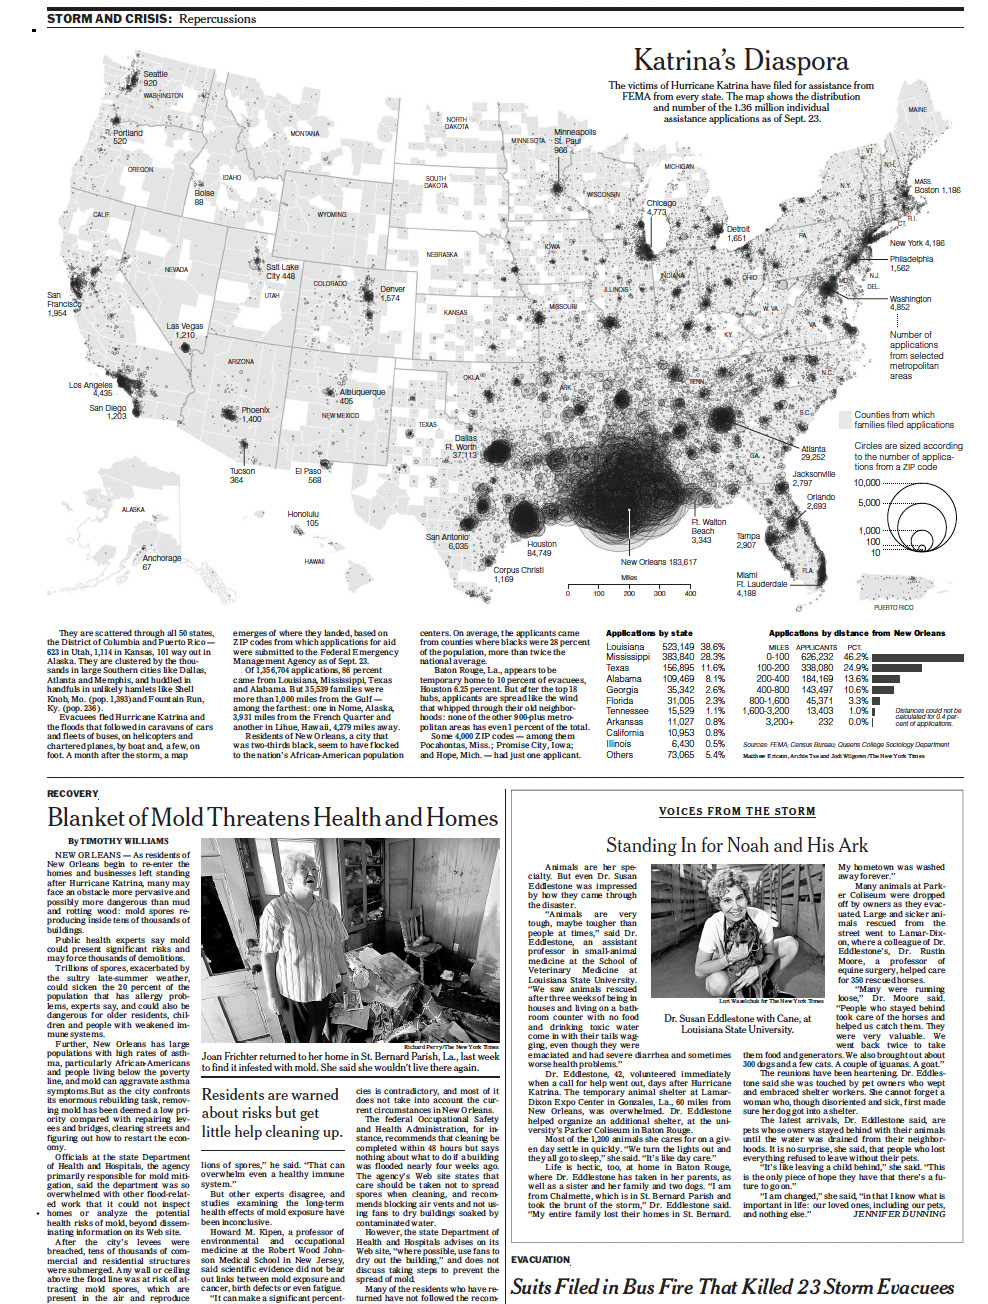 STORM AND CRISIS: Repercussions
Katrina's Diaspora
The victims of Hurricane Katrina have filed for assistance from
FEMA from every state. The map shows the distribution
and number of the 1.36 million individual
assistance applications as of Sept. 23.
Seattle
920
WASHINGTON
Portland
520
OREGON
IDAHO
Boise
88
MONTANA
NORTH
DAKOTA
SOUTH
DAKOTA
MINNESOTA
Minneapolis
St. Paul
966
WISCONSIN
MICHIGAN
MAINE
VT.
N.H.
N.Y.
MASS.
Boston 1,186
R.I.
CT.
CALIF.
NEVADA
WYOMING
Salt Lake
City 448
UTAH
COLORADO
Denver
1,574
NEBRASKA
IOWA
KANSAS
MISSOURI
ILLINOIS
INDIANA
OHIO
Chicago
4,773
Detroit
1,651
PA.
New York 4,186
Philadelphia
1,562
N.J.
DEL.
MD.
Washington
4,852
W. VA.
VA.
KY.
N.C.
TENN.
S.C.
Number of
applications
from selected
metropolitan
areas
San
Francisco
1,954
Las Vegas
1,210
ARIZONA
Los Angeles
4,435
San Diego
1,203
Phoenix
1,400
Albuquerque
405
NEW MEXICO
OKLA.
ARK.
TEXAS
Dallas
Ft. Worth
37,113
Tucson
364
El Paso
568
GA.
Atlanta
29,252
Jacksonville
2,797
Orlando
2,693
Ft. Walton
Beach
3,343
Tampa
2,907
Miami
Ft. Lauderdale
4,188
FLA.
ALASKA
Anchorage
67
Honolulu
105
HAWAII
San Antonio
6,035
Houston
84,749
Corpus Christi
1,169
New Orleans 183,617
Miles
0 100 200 300 400
Counties from which
families filed applications
Circles are sized according
to the number of applica-
tions from a ZIP code
10,000
5,000
1,000
100
10
PUERTO RICO
They are scattered through all 50 states,
the District of Columbia and Puerto Rico —
623 in Utah, 1,114 in Kansas, 101 way out in
Alaska. They are clustered by the thou-
sands in large Southern cities like Dallas,
Atlanta and Memphis, and huddled in
handfuls in unlikely hamlets like Shell
Knob, Mo. (pop. 1,393) and Fountain Run,
Ky. (pop. 236).
Evacuees fled Hurricane Katrina and
the floods that followed in caravans of cars
and fleets of buses, on helicopters and
chartered planes, by boat and, a few, on
foot. A month after the storm, a map
emerges of where they landed, based on
ZIP codes from which applications for aid
were submitted to the Federal Emergency
Management Agency as of Sept. 23.
Of 1,356,704 applications, 86 percent
came from Louisiana, Mississippi, Texas
and Alabama. But 35,539 families were
more than 1,000 miles from the Gulf —
among the farthest: one in Nome, Alaska,
3,931 miles from the French Quarter and
another in Lihue, Hawaii, 4,279 miles away.
Residents of New Orleans, a city that
was two-thirds black, seem to have flocked
to the nation's African-American population
centers. On average, the applicants came
from counties where blacks were 28 percent
of the population, more than twice the
national average.
Baton Rouge, La., appears to be
temporary home to 10 percent of evacuees,
Houston 6.25 percent. But after the top 18
hubs, applicants are spread like the wind
that whipped through their old neighbor-
hoods: none of the other 900-plus metro-
politan areas has even 1 percent of the total.
Some 4,000 ZIP codes — among them
Pocahontas, Miss.; Promise City, Iowa;
and Hope, Mich. — had just one applicant.
Applications by state
Louisiana 523,149 38.6%
Mississippi 383,840 28.3%
Texas 156,895 11.6%
Alabama 109,469 8.1%
Georgia 35,342 2.6%
Florida 31,005 2.3%
Tennessee 15,529 1.1%
Arkansas 11,027 0.8%
California 10,953 0.8%
Illinois 6,430 0.5%
Others 73,065 5.4%
Applications by distance from New Orleans
MILES APPLICANTS PCT.
0-100 626,232 46.2%
100-200 338,080 24.9%
200-400 184,169 13.6%
400-800 143,497 10.6%
800-1,600 45,371 3.3%
1,600-3,200 13,403 1.0%
3,200+ 232 0.0%
Distances could not be
calculated for 0.4 per-
cent of applications.
Sources: FEMA; Census Bureau; Queens College Sociology Department
Matthew Ericson, Archie Tse and Jodi Wilgoren/The New York Times
RECOVERY
Blanket of Mold Threatens Health and Homes
By TIMOTHY WILLIAMS
NEW ORLEANS — As residents of
New Orleans begin to re-enter the
homes and businesses left standing
after Hurricane Katrina, many may
face an obstacle more pervasive and
possibly more dangerous than mud
and rotting wood: mold spores re-
producing inside tens of thousands of
buildings.
Public health experts say mold
could present significant risks and
may force thousands of demolitions.
Trillions of spores, exacerbated by
the sultry late-summer weather,
could sicken the 20 percent of the
population that has allergy prob-
lems, experts say, and could also be
dangerous for older residents, chil-
dren and people with weakened im-
mune systems.
Further, New Orleans has large
populations with high rates of asth-
ma, particularly African-Americans
and people living below the poverty
line, and mold can aggravate asthma
symptoms.But as the city confronts
its enormous rebuilding task, remov-
ing mold has been deemed a low pri-
ority compared with repairing lev-
ees and bridges, clearing streets and
figuring out how to restart the econ-
omy.
Officials at the state Department
of Health and Hospitals, the agency
primarily responsible for mold miti-
gation, said the department was so
overwhelmed with other flood-relat-
ed work that it could not inspect
homes or analyze the potential
health risks of mold, beyond dissem-
inating information on its Web site.
After the city's levees were
breached, tens of thousands of com-
mercial and residential structures
were submerged. Any wall or ceiling
above the flood line was at risk of at-
tracting mold spores, which are
present in the air and reproduce
Richard Perry/The New York Times
Joan Frichter returned to her home in St. Bernard Parish, La., last week
to find it infested with mold. She said she wouldn't live there again.
Residents are warned
about risks but get
little help cleaning up.
lions of spores," he said. "That can
overwhelm even a healthy immune
system."
But other experts disagree, and
studies examining the long-term
health effects of mold exposure have
been inconclusive.
Howard M. Kipen, a professor of
environmental and occupational
medicine at the Robert Wood John-
son Medical School in New Jersey,
said scientific evidence did not bear
out links between mold exposure and
cancer, birth defects or even fatigue.
"It can make a significant percent-
cies is contradictory, and most of it
does not take into account the cur-
rent circumstances in New Orleans.
The federal Occupational Safety
and Health Administration, for in-
stance, recommends that cleaning be
completed within 48 hours but says
nothing about what to do if a building
was flooded nearly four weeks ago.
The agency's Web site states that
care should be taken not to spread
spores when cleaning, and recom-
mends blocking air vents and not us-
ing fans to dry buildings soaked by
contaminated water.
However, the state Department of
Health and Hospitals advises on its
Web site, "where possible, use fans to
dry out the building," and does not
discuss taking steps to prevent the
spread of mold.
Many of the residents who have re-
turned have not followed the recom-
VOICES FROM THE STORM
Standing In for Noah and His Ark
Animals are her spe-
cialty. But even Dr. Susan
Eddlestone was impressed
by how they came through
the disaster.
"Animals are very
tough, maybe tougher than
people at times," said Dr.
Eddlestone, an assistant
professor in small-animal
medicine at the School of
Veterinary Medicine at
Louisiana State University.
"We saw animals rescued
after three weeks of being in
houses and living on a bath-
room counter with no food
and drinking toxic water
come in with their tails wag-
ging, even though they were
emaciated and had severe diarrhea and sometimes
worse health problems."
Dr. Eddlestone, 42, volunteered immediately
when a call for help went out, days after Hurricane
Katrina. The temporary animal shelter at Lamar-
Dixon Expo Center in Gonzales, La., 60 miles from
New Orleans, was overwhelmed. Dr. Eddlestone
helped organize an additional shelter, at the uni-
versity's Parker Coliseum in Baton Rouge.
Most of the 1,200 animals she cares for on a giv-
en day settle in quickly. "We turn the lights out and
they all go to sleep," she said. "It's like day care."
Life is hectic, too, at home in Baton Rouge,
where Dr. Eddlestone has taken in her parents, as
well as a sister and her family and two dogs. "I am
from Chalmette, which is in St. Bernard Parish and
took the brunt of the storm," Dr. Eddlestone said.
"My entire family lost their homes in St. Bernard.
Lori Waselchuk for The New York Times
Dr. Susan Eddlestone with Cane, at
Louisiana State University.
My hometown was washed
away forever."
Many animals at Park-
er Coliseum were dropped
off by owners as they evac-
uated Large and sicker ani-
mals rescued from the
street went to Lamar-Dix-
on, where a colleague of Dr.
Eddlestone's, Dr. Rustin
Moore, a professor of
equine surgery, helped care
for 350 rescued horses.
"Many were running
loose," Dr. Moore said.
"People who stayed behind
took care of the horses and
helped us catch them. They
were very valuable. We
went back twice to take
them food and generators. We also brought out about
300 dogs and a few cats. A couple of iguanas. A goat."
The reunions have been heartening, Dr. Eddles-
tone said she was touched by pet owners who wept
and embraced shelter workers. She cannot forget a
woman who, though disoriented and sick, first made
sure her dog got into a shelter.
The latest arrivals, Dr. Eddlestone said, are
pets whose owners stayed behind with their animals
until the water was drained from their neighbor-
hoods. It is no surprise, she said, that people who lost
everything refused to leave without their pets.
"It's like leaving a child behind," she said. "This
is the only piece of hope they have that there's a fu-
ture to go on."
"I am changed," she said, "in that I know what is
important in life: our loved ones, including our pets,
and nothing else." JENNIFER DUNNING
EVACUATION
Suits Filed in Bus Fire That Killed 23 Storm Evacuees